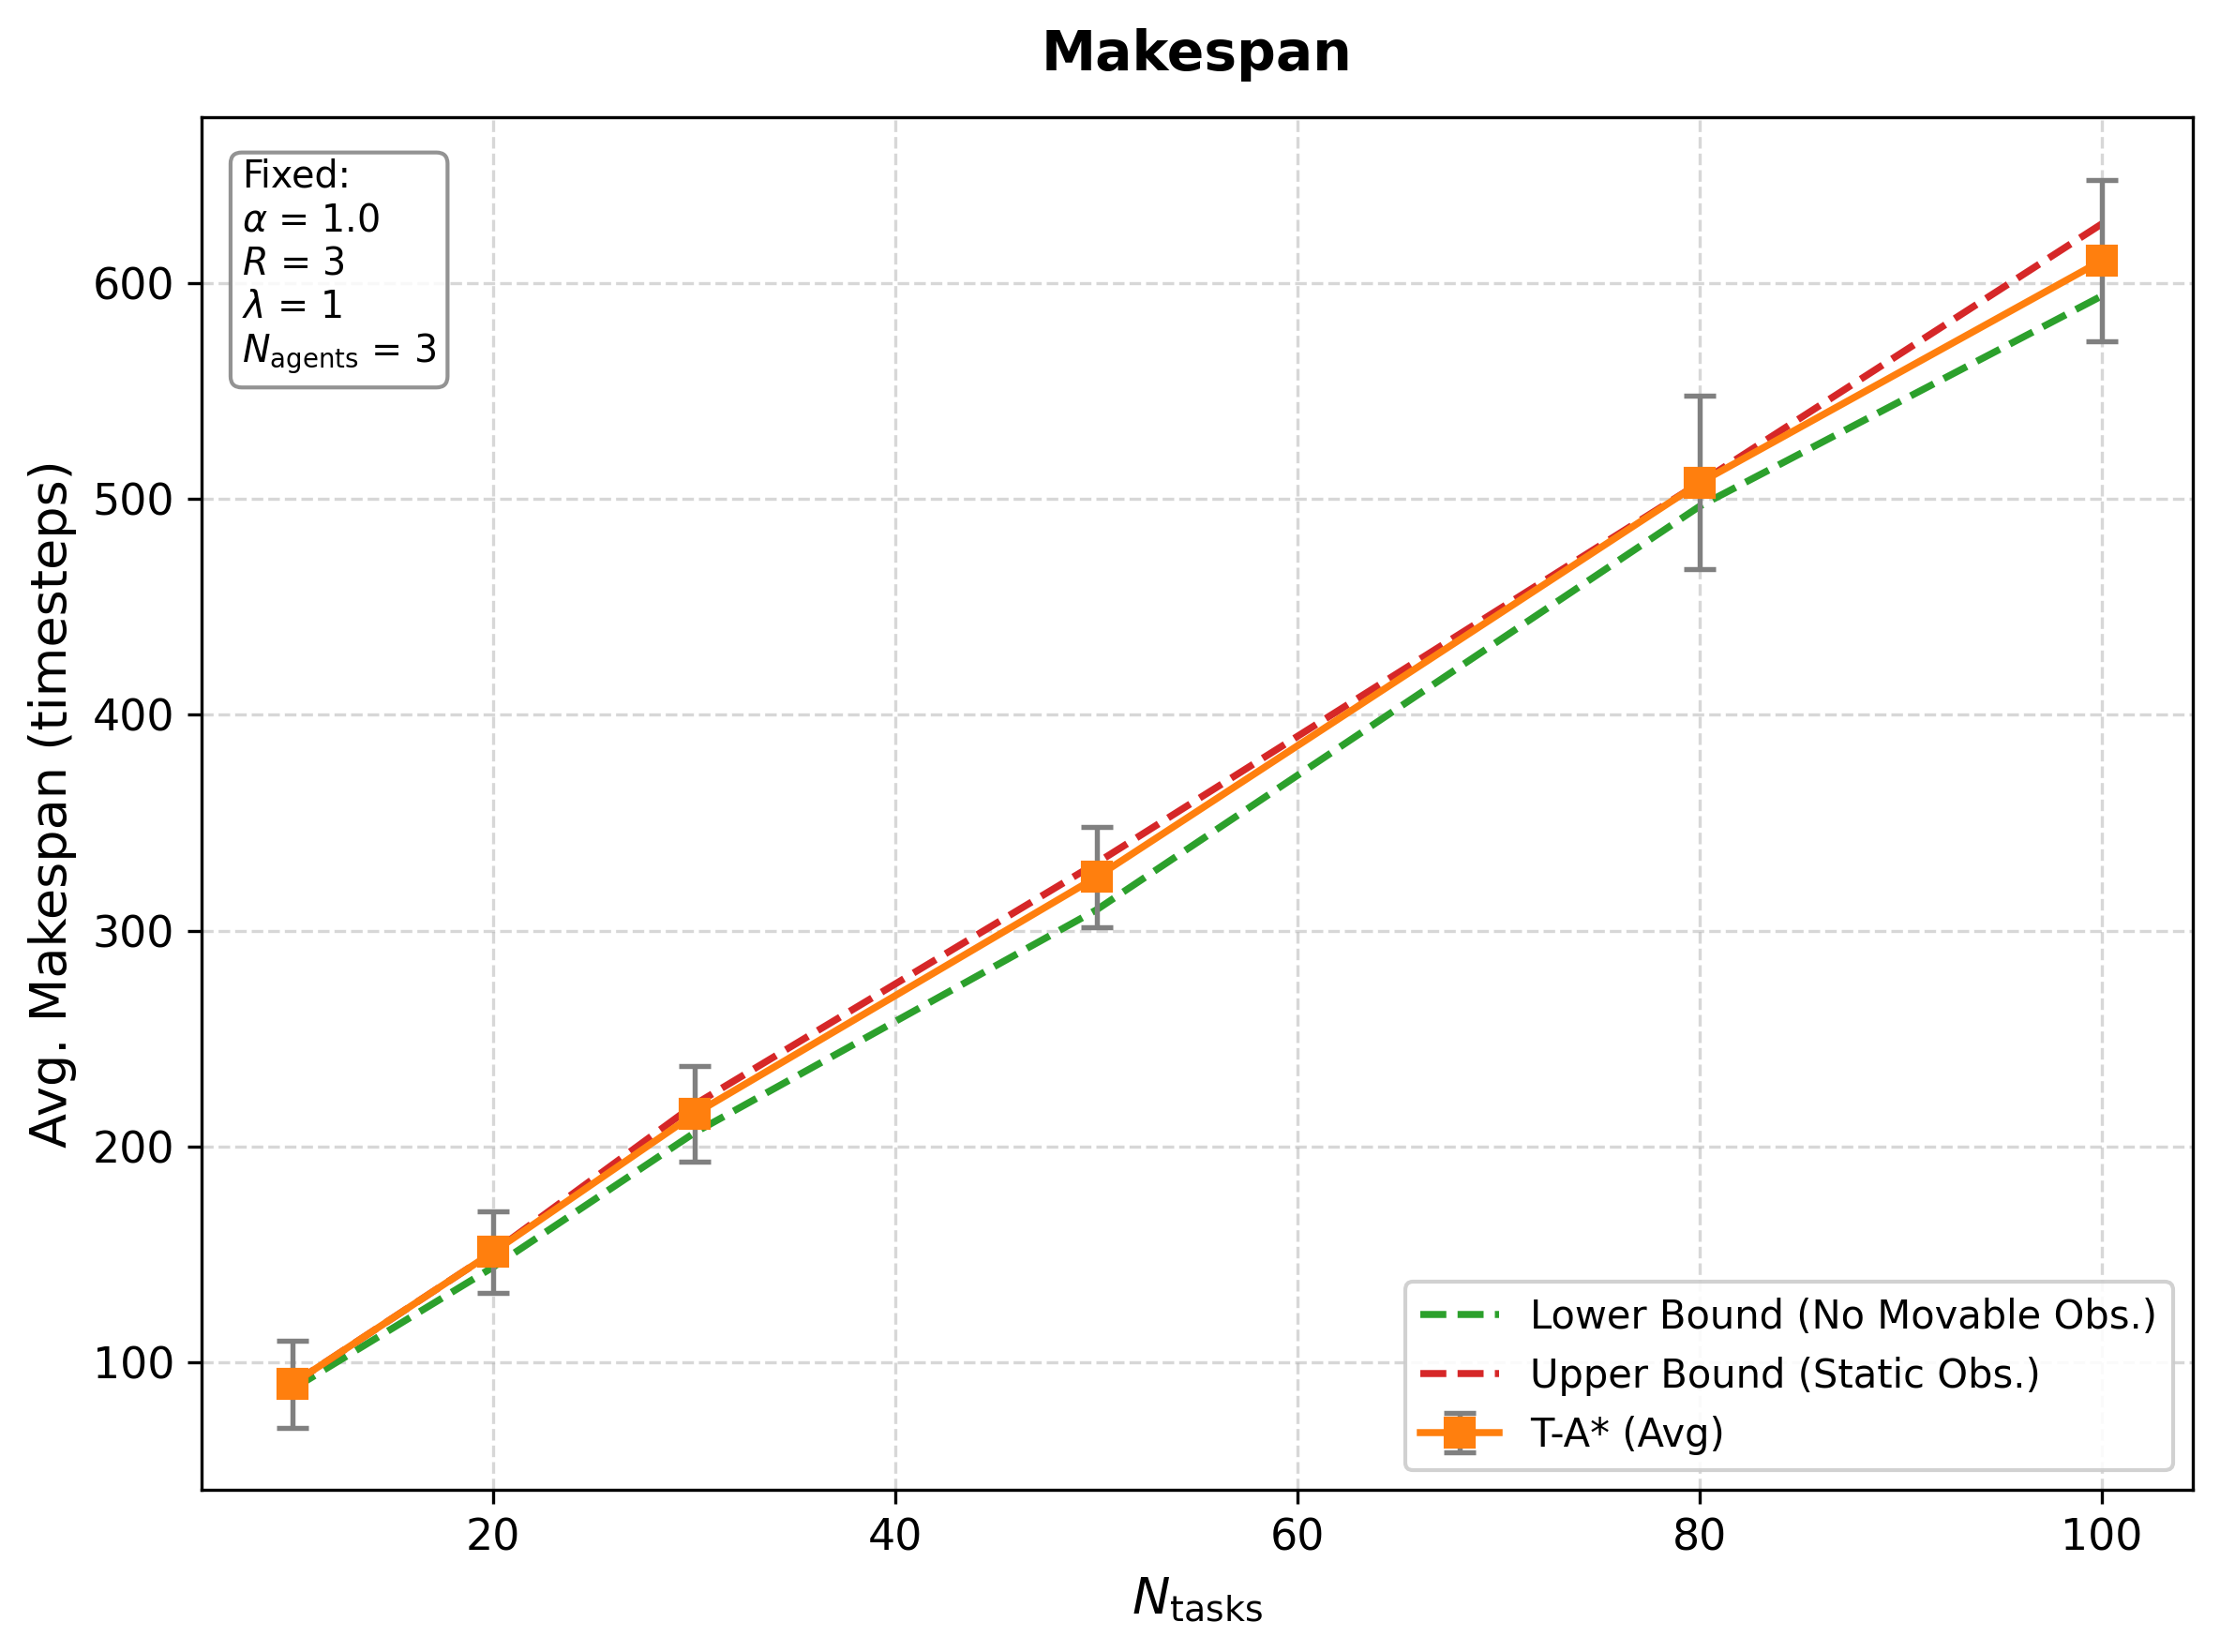 Makespan
Fixed:
α = 1.0
R = 3
λ = 1
N_agents = 3
Avg. Makespan (timesteps)
600
500
400
300
200
100
20 40 60 80 100
N_tasks
Lower Bound (No Movable Obs.)
Upper Bound (Static Obs.)
T-A* (Avg)